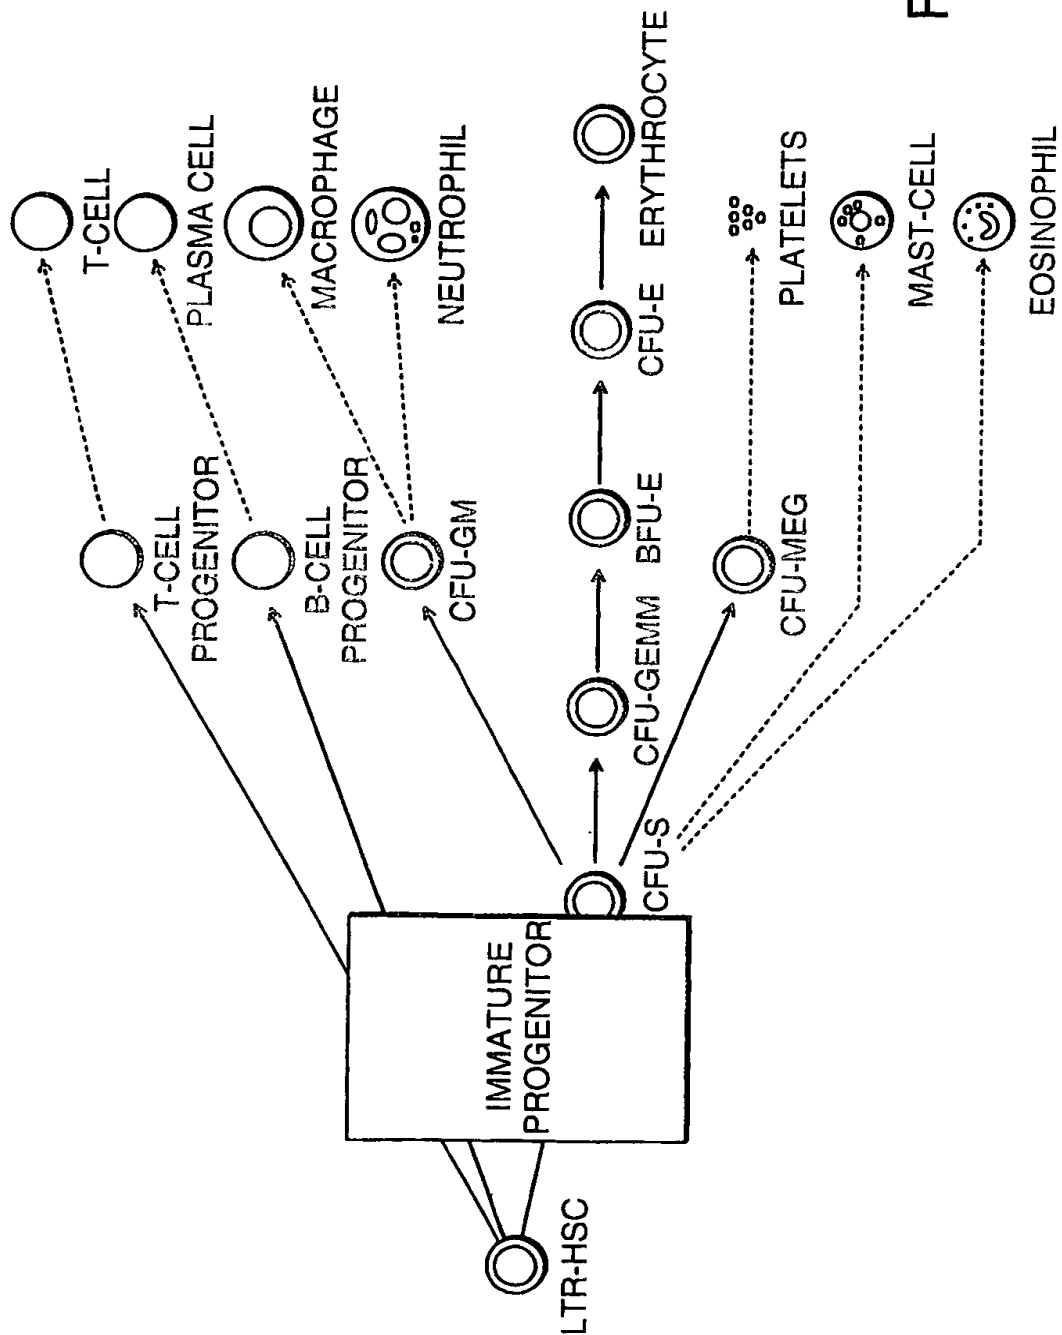 T-CELL
T-CELL
PROGENITOR
PLASMA CELL
B-CELL
PROGENITOR
MACROPHAGE
CFU-GM
NEUTROPHIL
IMMATURE
PROGENITOR
LTR-HSC
CFU-S
CFU-GEMM
BFU-E
CFU-E
ERYTHROCYTE
CFU-MEG
PLATELETS
MAST-CELL
EOSINOPHIL